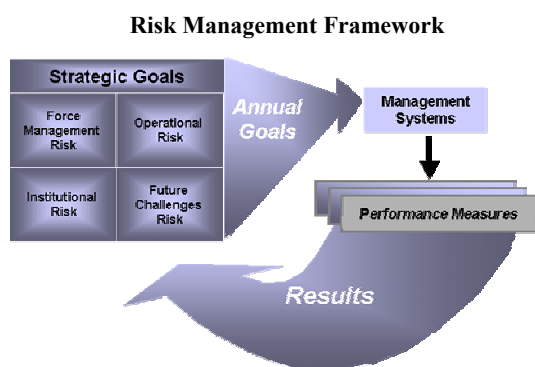 Risk Management Framework
Strategic Goals
Force
Management
Risk
Operational
Risk
Institutional
Risk
Future
Challenges
Risk
Annual
Goals
Management
Systems
Performance Measures
Results